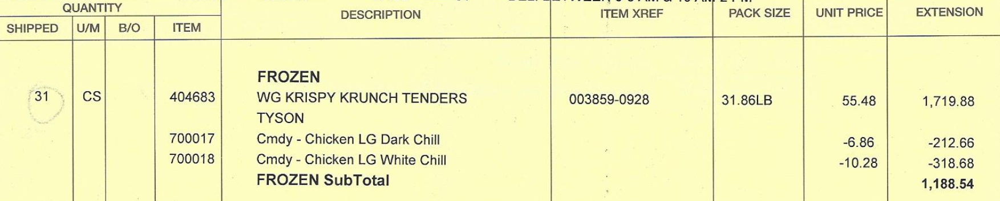 QUANTITY DESCRIPTION ITEM XREF PACK SIZE UNIT PRICE EXTENSION
SHIPPED U/M B/O ITEM
FROZEN
31 CS 404683 WG KRISPY KRUNCH TENDERS 003859-0928 31.86LB 55.48 1,719.88
TYSON
700017 Cmdy - Chicken LG Dark Chill -6.86 -212.66
700018 Cmdy - Chicken LG White Chill -10.28 -318.68
FROZEN SubTotal 1,188.54